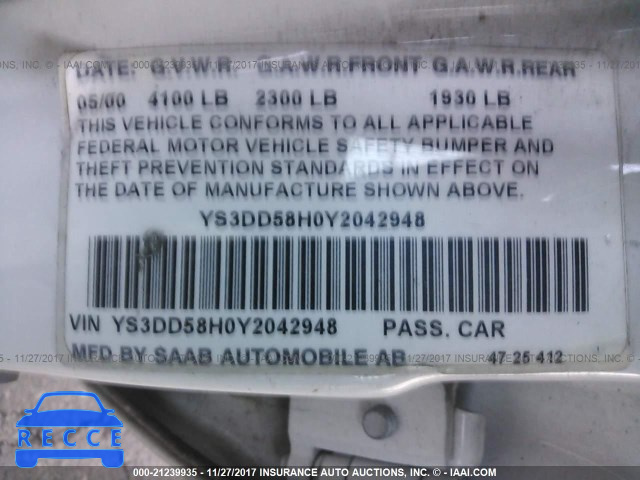 DATE: G.V.W.R. G.A.W.R.FRONT G.A.W.R.REAR
05/00 4100 LB 2300 LB 1930 LB
THIS VEHICLE CONFORMS TO ALL APPLICABLE
FEDERAL MOTOR VEHICLE SAFETY BUMPER AND
THEFT PREVENTION STANDARDS IN EFFECT ON
THE DATE OF MANUFACTURE SHOWN ABOVE.
YS3DD58H0Y2042948
VIN YS3DD58H0Y2042948 PASS. CAR
MFD BY SAAB AUTOMOBILE AB 47 25 412
RECCE
000-21239935 - 11/27/2017 INSURANCE AUTO AUCTIONS, INC. - © IAAI.COM